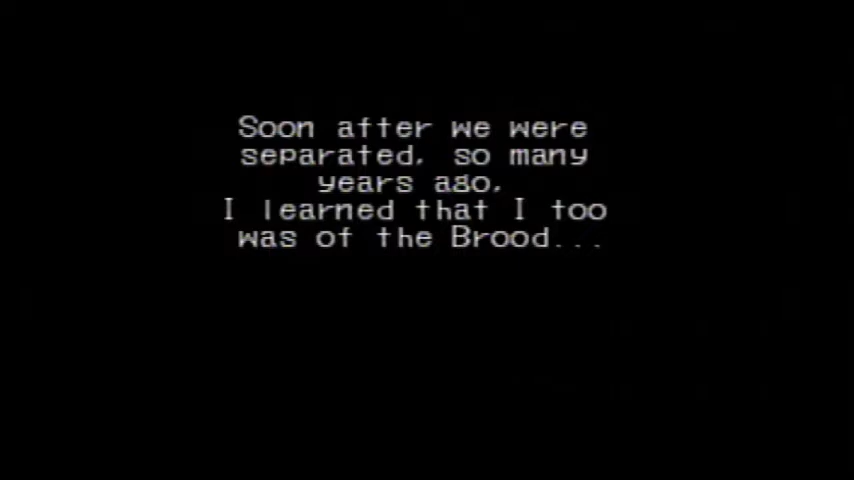 Soon after we were
separated, so many
years ago,
I learned that I too
was of the Brood...